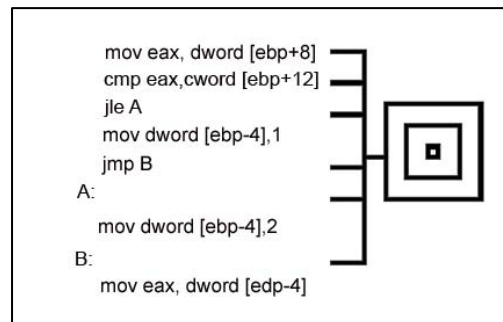 mov eax, dword [ebp+8]
cmp eax,cword [ebp+12]
jle A
mov dword [ebp-4],1
jmp B
A:
mov dword [ebp-4],2
B:
mov eax, dword [edp-4]